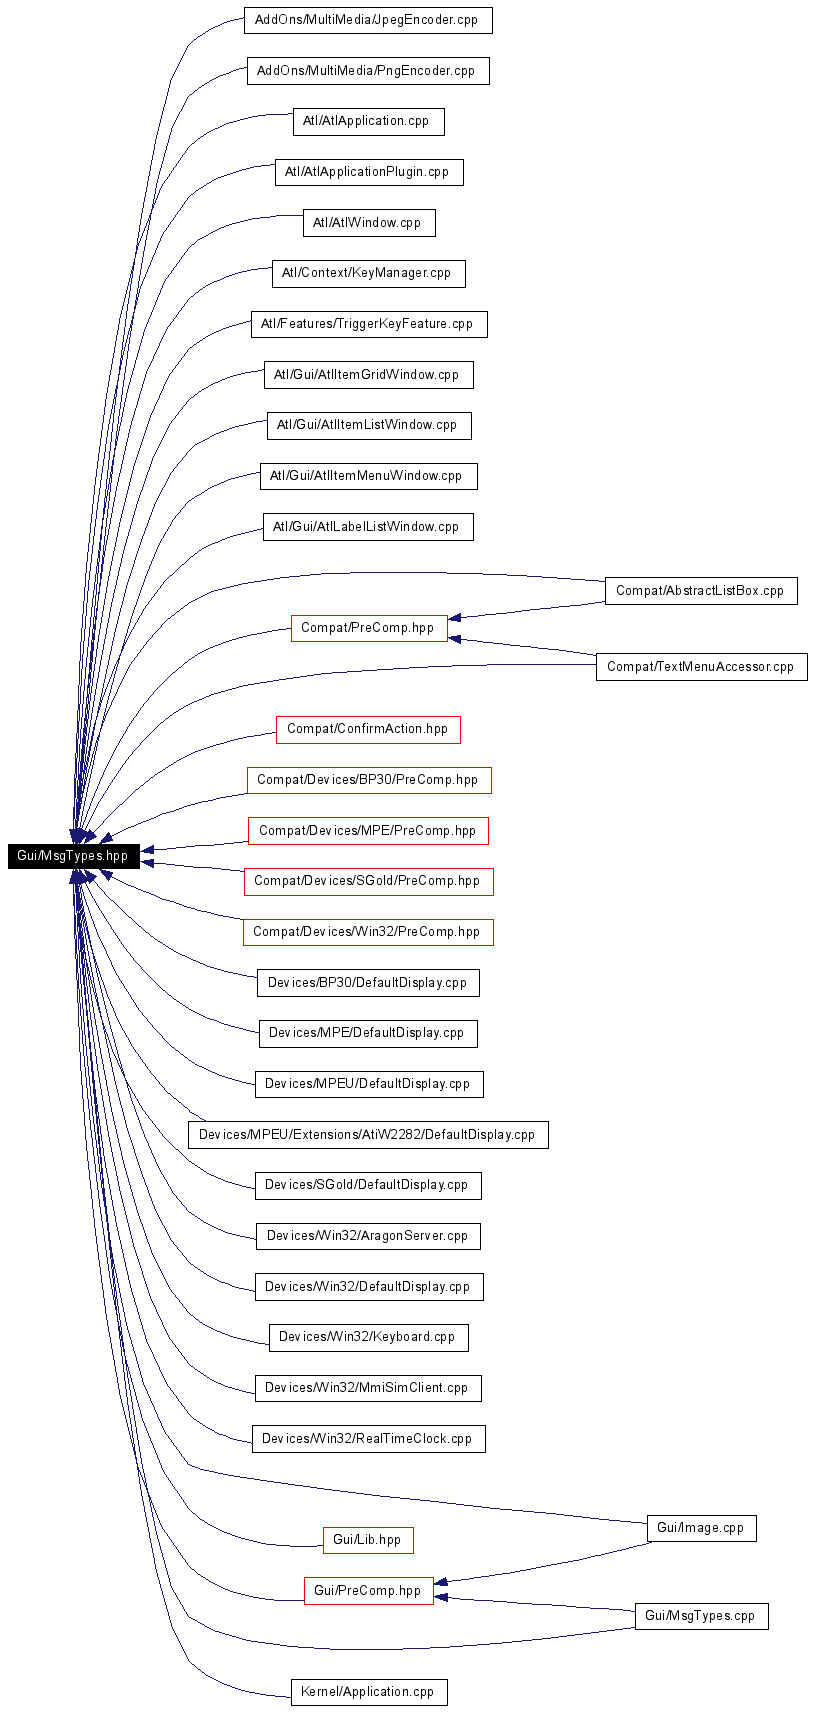 AddOns/MultiMedia/JpegEncoder.cpp
AddOns/MultiMedia/PngEncoder.cpp
Atl/AtlApplication.cpp
Atl/AtlApplicationPlugin.cpp
Atl/AtlWindow.cpp
Atl/Context/KeyManager.cpp
Atl/Features/TriggerKeyFeature.cpp
Atl/Gui/AtlItemGridWindow.cpp
Atl/Gui/AtlItemListWindow.cpp
Atl/Gui/AtlItemMenuWindow.cpp
Atl/Gui/AtlLabelListWindow.cpp
Compat/AbstractListBox.cpp
Compat/PreComp.hpp
Compat/TextMenuAccessor.cpp
Compat/ConfirmAction.hpp
Compat/Devices/BP30/PreComp.hpp
Compat/Devices/MPE/PreComp.hpp
Gui/MsgTypes.hpp
Compat/Devices/SGold/PreComp.hpp
Compat/Devices/Win32/PreComp.hpp
Devices/BP30/DefaultDisplay.cpp
Devices/MPE/DefaultDisplay.cpp
Devices/MPEU/DefaultDisplay.cpp
Devices/MPEU/Extensions/AtiW2282/DefaultDisplay.cpp
Devices/SGold/DefaultDisplay.cpp
Devices/Win32/AragonServer.cpp
Devices/Win32/DefaultDisplay.cpp
Devices/Win32/Keyboard.cpp
Devices/Win32/MmiSimClient.cpp
Devices/Win32/RealTimeClock.cpp
Gui/Image.cpp
Gui/Lib.hpp
Gui/PreComp.hpp
Gui/MsgTypes.cpp
Kernel/Application.cpp